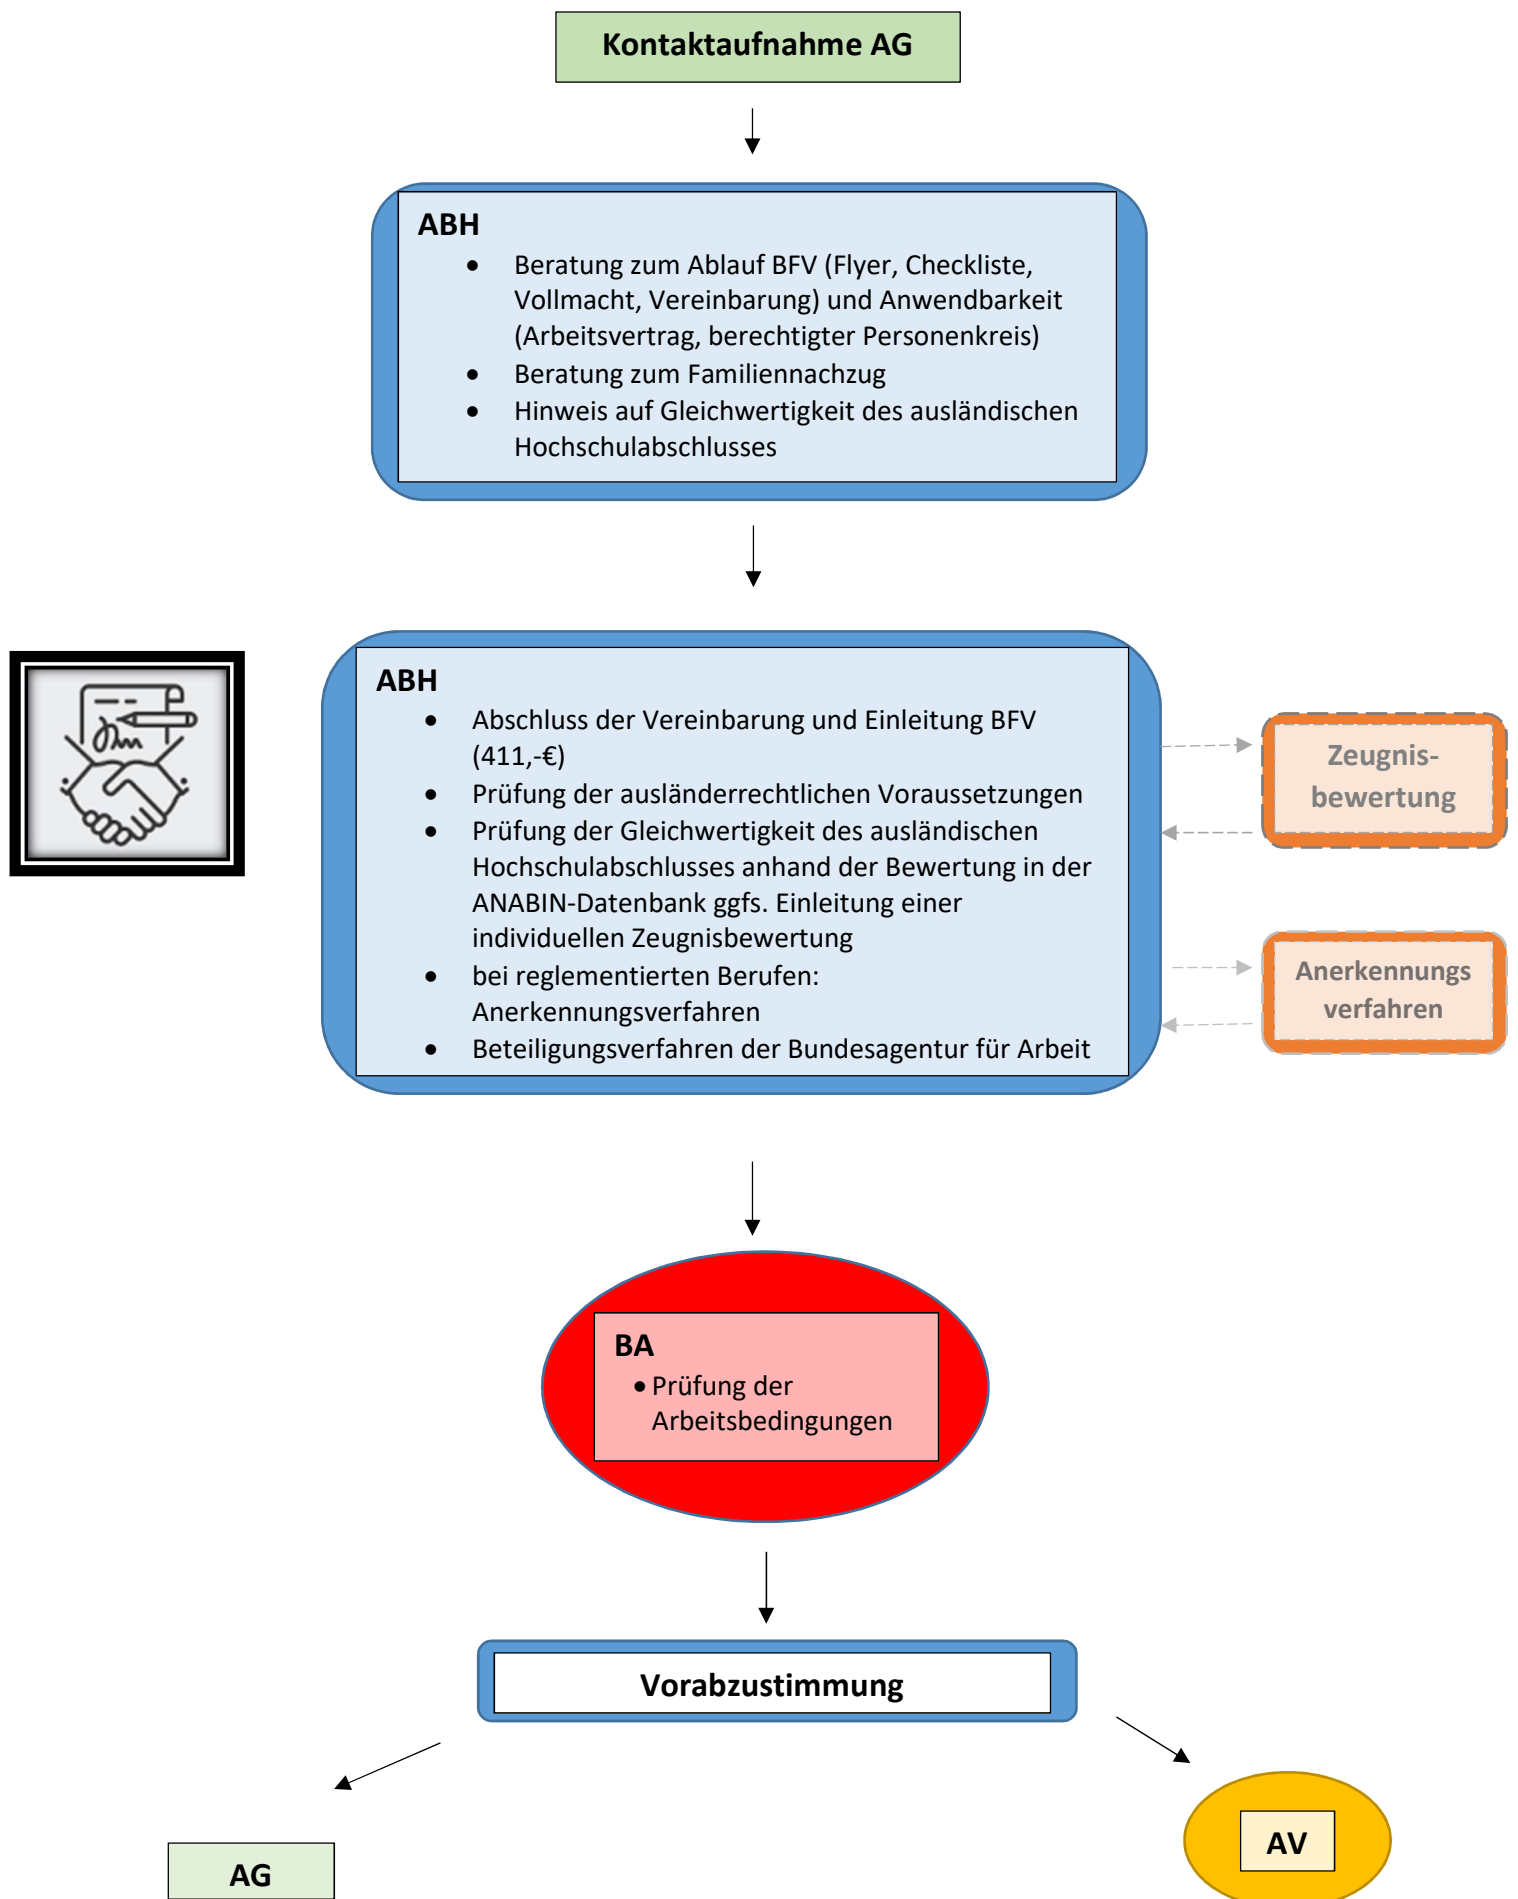 Kontaktaufnahme AG
ABH
• Beratung zum Ablauf BFV (Flyer, Checkliste,
Vollmacht, Vereinbarung) und Anwendbarkeit
(Arbeitsvertrag, berechtigter Personenkreis)
• Beratung zum Familiennachzug
• Hinweis auf Gleichwertigkeit des ausländischen
Hochschulabschlusses
ABH
• Abschluss der Vereinbarung und Einleitung BFV
(411,-€)
• Prüfung der ausländerrechtlichen Voraussetzungen
• Prüfung der Gleichwertigkeit des ausländischen
Hochschulabschlusses anhand der Bewertung in der
ANABIN-Datenbank ggfs. Einleitung einer
individuellen Zeugnisbewertung
• bei reglementierten Berufen:
Anerkennungsverfahren
• Beteiligungsverfahren der Bundesagentur für Arbeit
Zeugnis-
bewertung
Anerkennungs
verfahren
BA
• Prüfung der
Arbeitsbedingungen
Vorabzustimmung
AG
AV